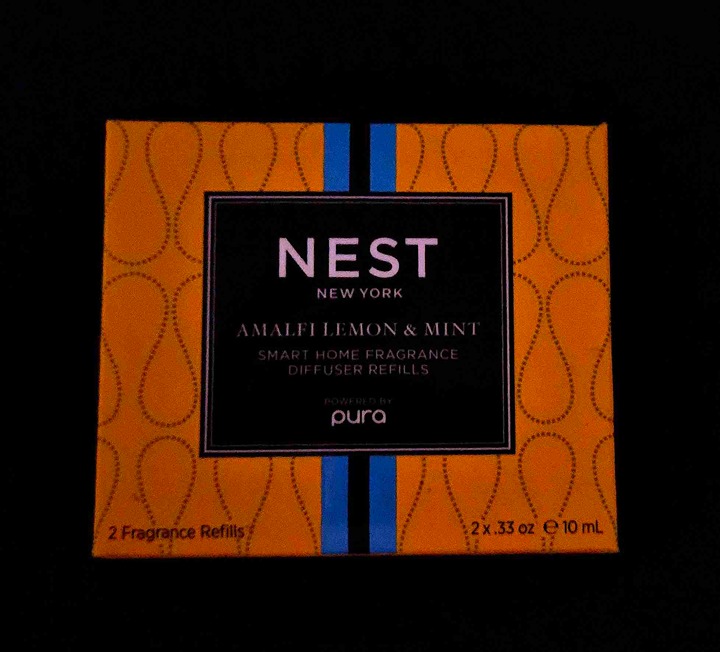 NEST
NEW YORK
AMALFI LEMON & MINT
SMART HOME FRAGRANCE
DIFFUSER REFILLS
POWERED BY
pura
2 Fragrance Refills
2 x .33 oz ℮ 10 mL